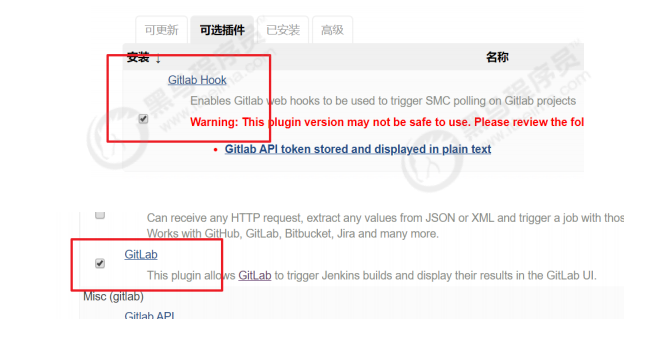 可更新 可选插件 已安装 高级
安装 ↓ 名称
Gitlab Hook
Enables Gitlab web hooks to be used to trigger SMC polling on Gitlab projects
Warning: This plugin version may not be safe to use. Please review the fol
• Gitlab API token stored and displayed in plain text
Can receive any HTTP request, extract any values from JSON or XML and trigger a job with thos
Works with GitHub, GitLab, Bitbucket, Jira and many more.
GitLab
This plugin allows GitLab to trigger Jenkins builds and display their results in the GitLab UI.
Misc (gitlab)
Gitlab API